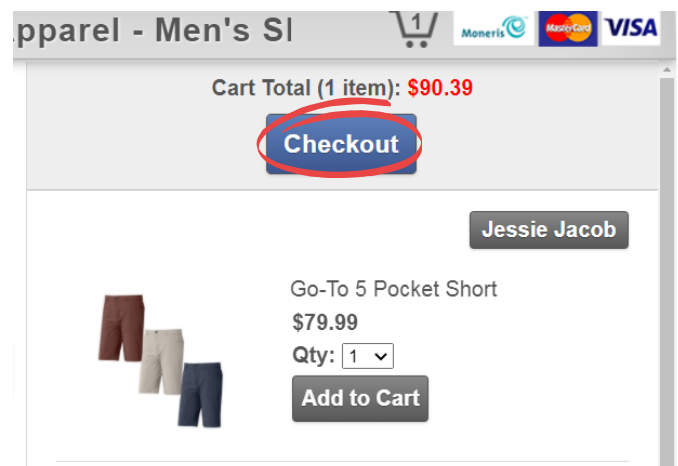 pparel - Men's Sl
1
Moneris MasterCard VISA
Cart Total (1 item): $90.39
Checkout
Jessie Jacob
Go-To 5 Pocket Short
$79.99
Qty: 1
Add to Cart